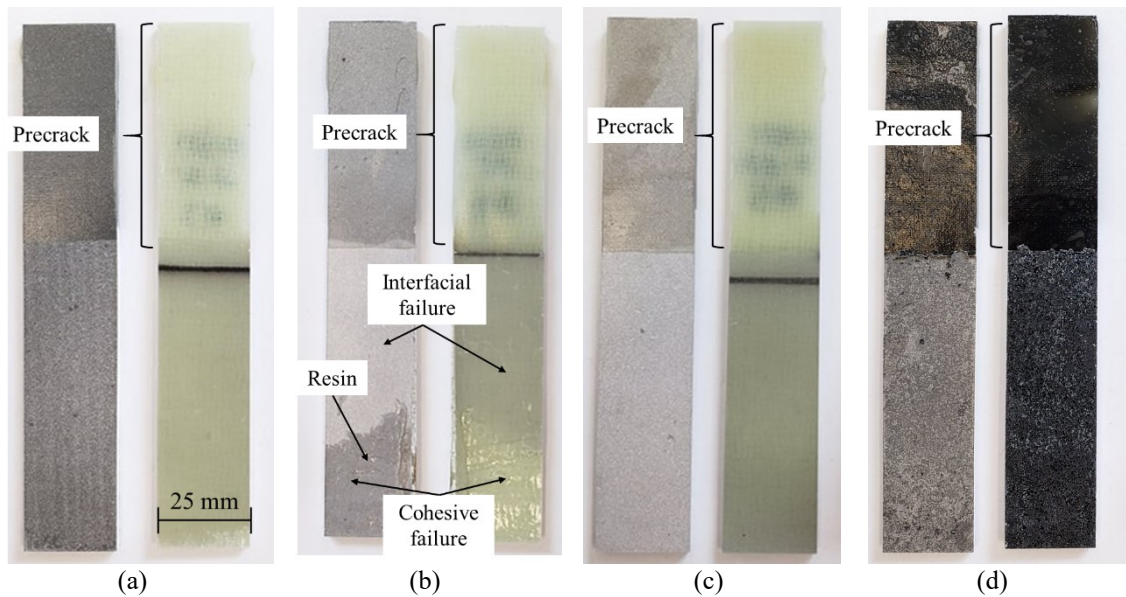 Precrack
25 mm
(a)
Precrack
Interfacial
failure
Resin
Cohesive
failure
(b)
Precrack
(c)
Precrack
(d)